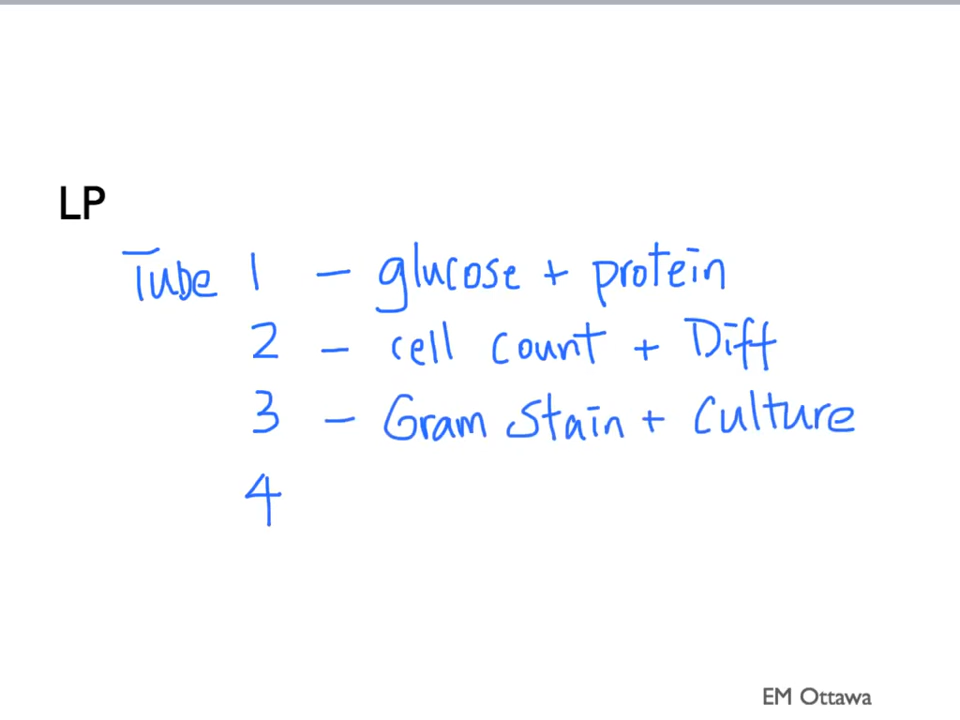 LP
Tube 1 - glucose + protein
2 - cell count + Diff
3 - Gram Stain + Culture
4
EM Ottawa